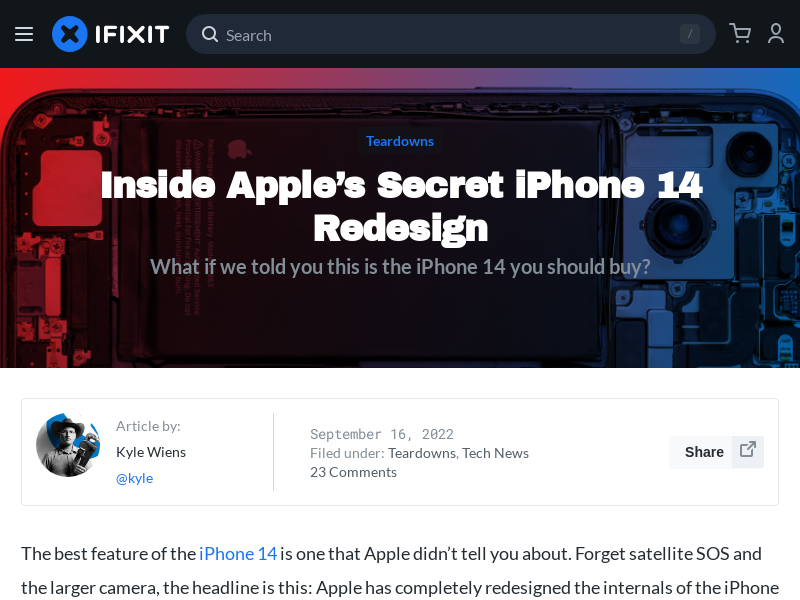 IFIXIT
Search
/
Teardowns
Inside Apple’s Secret iPhone 14
Redesign
What if we told you this is the iPhone 14 you should buy?
Article by:
Kyle Wiens
@kyle
September 16, 2022
Filed under: Teardowns, Tech News
23 Comments
Share
The best feature of the iPhone 14 is one that Apple didn’t tell you about. Forget satellite SOS and
the larger camera, the headline is this: Apple has completely redesigned the internals of the iPhone